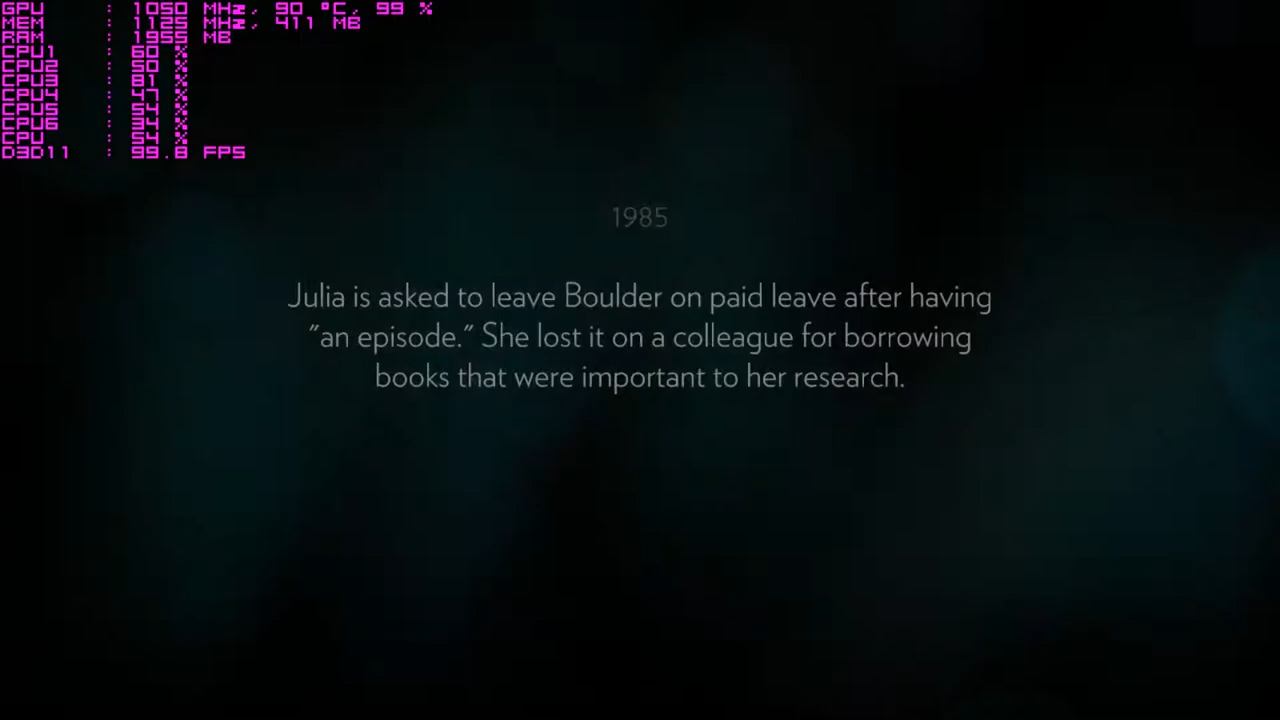 GPU : 1050 MHz, 90 °C, 99 %
MEM : 1125 MHz, 411 MB
RAM : 1955 MB
CPU1 : 60 %
CPU2 : 50 %
CPU3 : 81 %
CPU4 : 47 %
CPU5 : 54 %
CPU6 : 34 %
CPU : 54 %
D3D11 : 99.8 FPS
1985
Julia is asked to leave Boulder on paid leave after having
"an episode." She lost it on a colleague for borrowing
books that were important to her research.